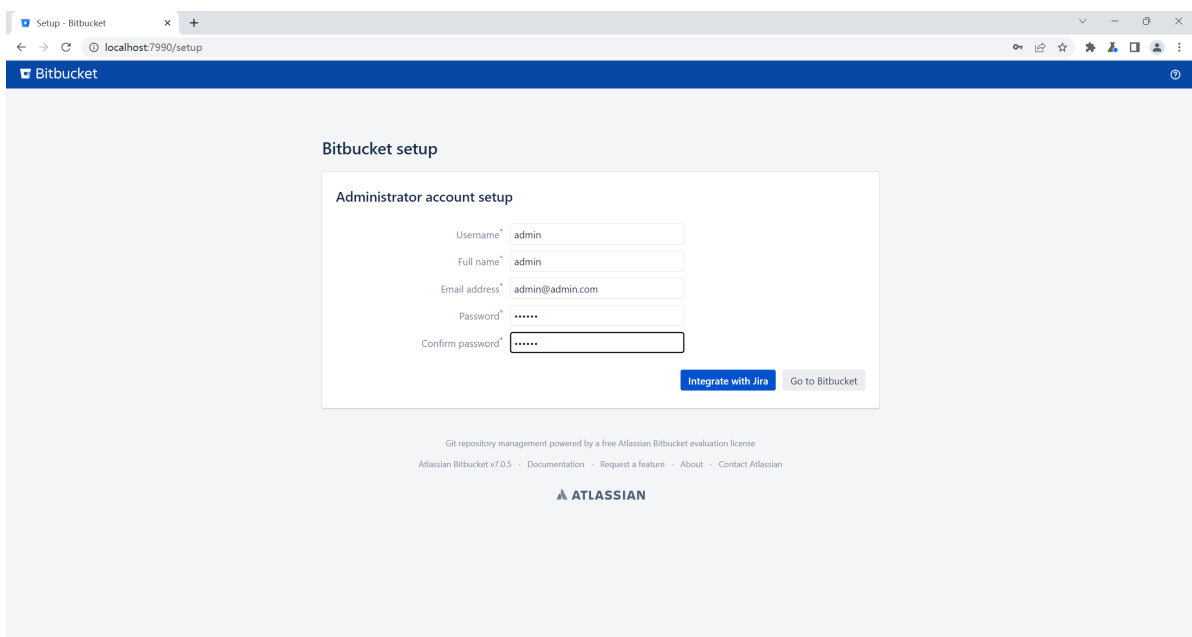 Setup - Bitbucket
localhost:7990/setup
Bitbucket
Bitbucket setup
Administrator account setup
Username* admin
Full name* admin
Email address* admin@admin.com
Password* ••••••
Confirm password* ••••••
Integrate with Jira Go to Bitbucket
Git repository management powered by a free Atlassian Bitbucket evaluation license
Atlassian Bitbucket v7.0.5 · Documentation · Request a feature · About · Contact Atlassian
ATLASSIAN